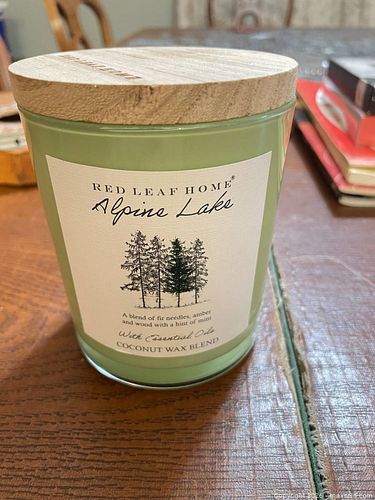 RED LEAF HOME®
Alpine Lake
A blend of fir needles, amber
and wood with a hint of mint
With Essential Oils
COCONUT WAX BLEND